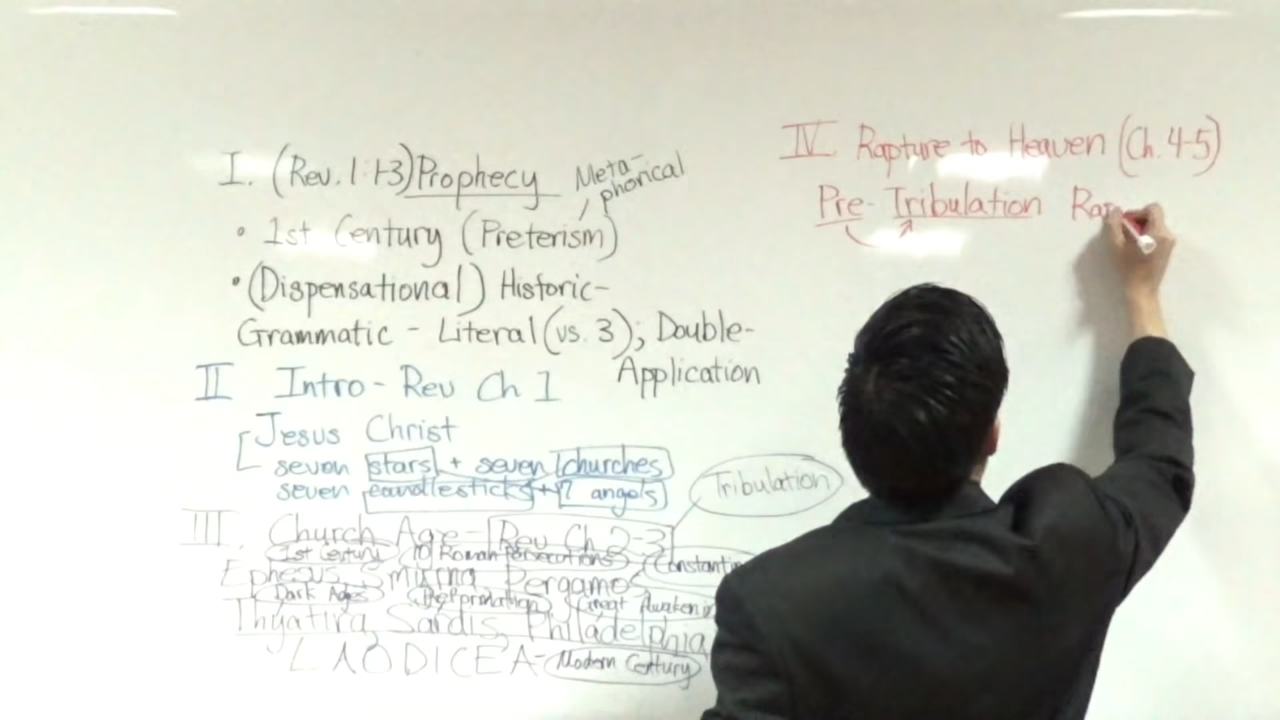 I. (Rev. 1:1-3) Prophecy
Meta-
phorical
• 1st Century (Preterism)
• (Dispensational) Historic-
Grammatic - Literal (vs. 3); Double-
Application
II Intro - Rev Ch 1
Jesus Christ
seven stars + seven churches
seven candlesticks + 7 angels
Tribulation
III. Church Age - Rev Ch 2-3
1st Century 10 Roman Persecutions
Ephesus, Smirna, Pergamos
Dark Ages Reformation Great
Thyatira, Sardis, Philadelphia
LAODICEA - Modern Century
IV. Rapture to Heaven (Ch. 4-5)
Pre- Tribulation